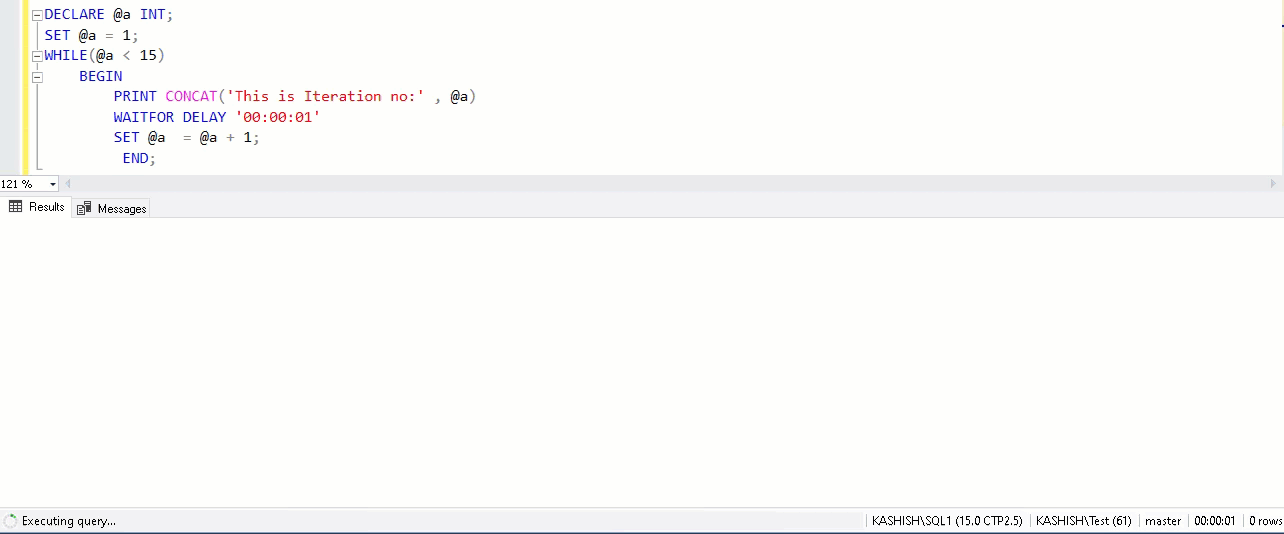 DECLARE @a INT;
SET @a = 1;
WHILE(@a < 15)
BEGIN
PRINT CONCAT('This is Iteration no:' , @a)
WAITFOR DELAY '00:00:01'
SET @a  = @a + 1;
END;
121 %
Results Messages
Executing query... KASHISH\SQL1 (15.0 CTP2.5) KASHISH\Test (61) master 00:00:01 0 rows